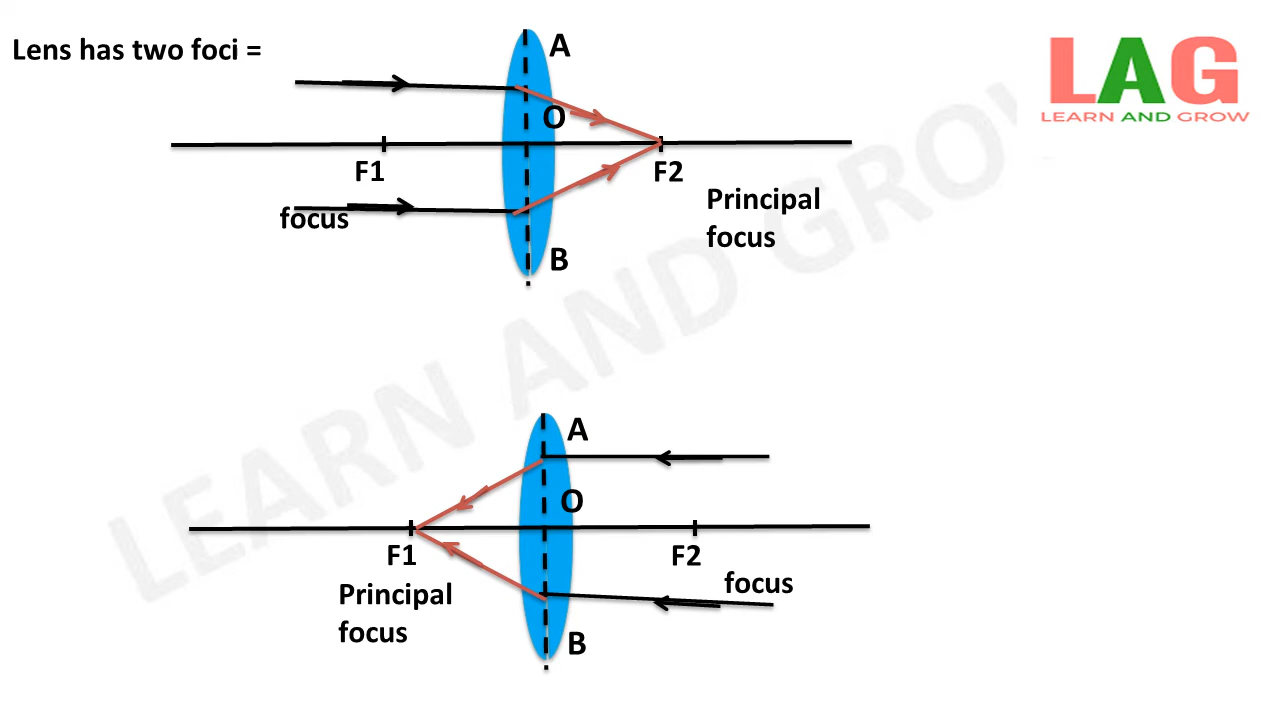 Lens has two foci =
A
O
F1
F2
focus
Principal
focus
B
LAG
LEARN AND GROW
LEARN AND GROW
A
O
F1
F2
Principal
focus
focus
B